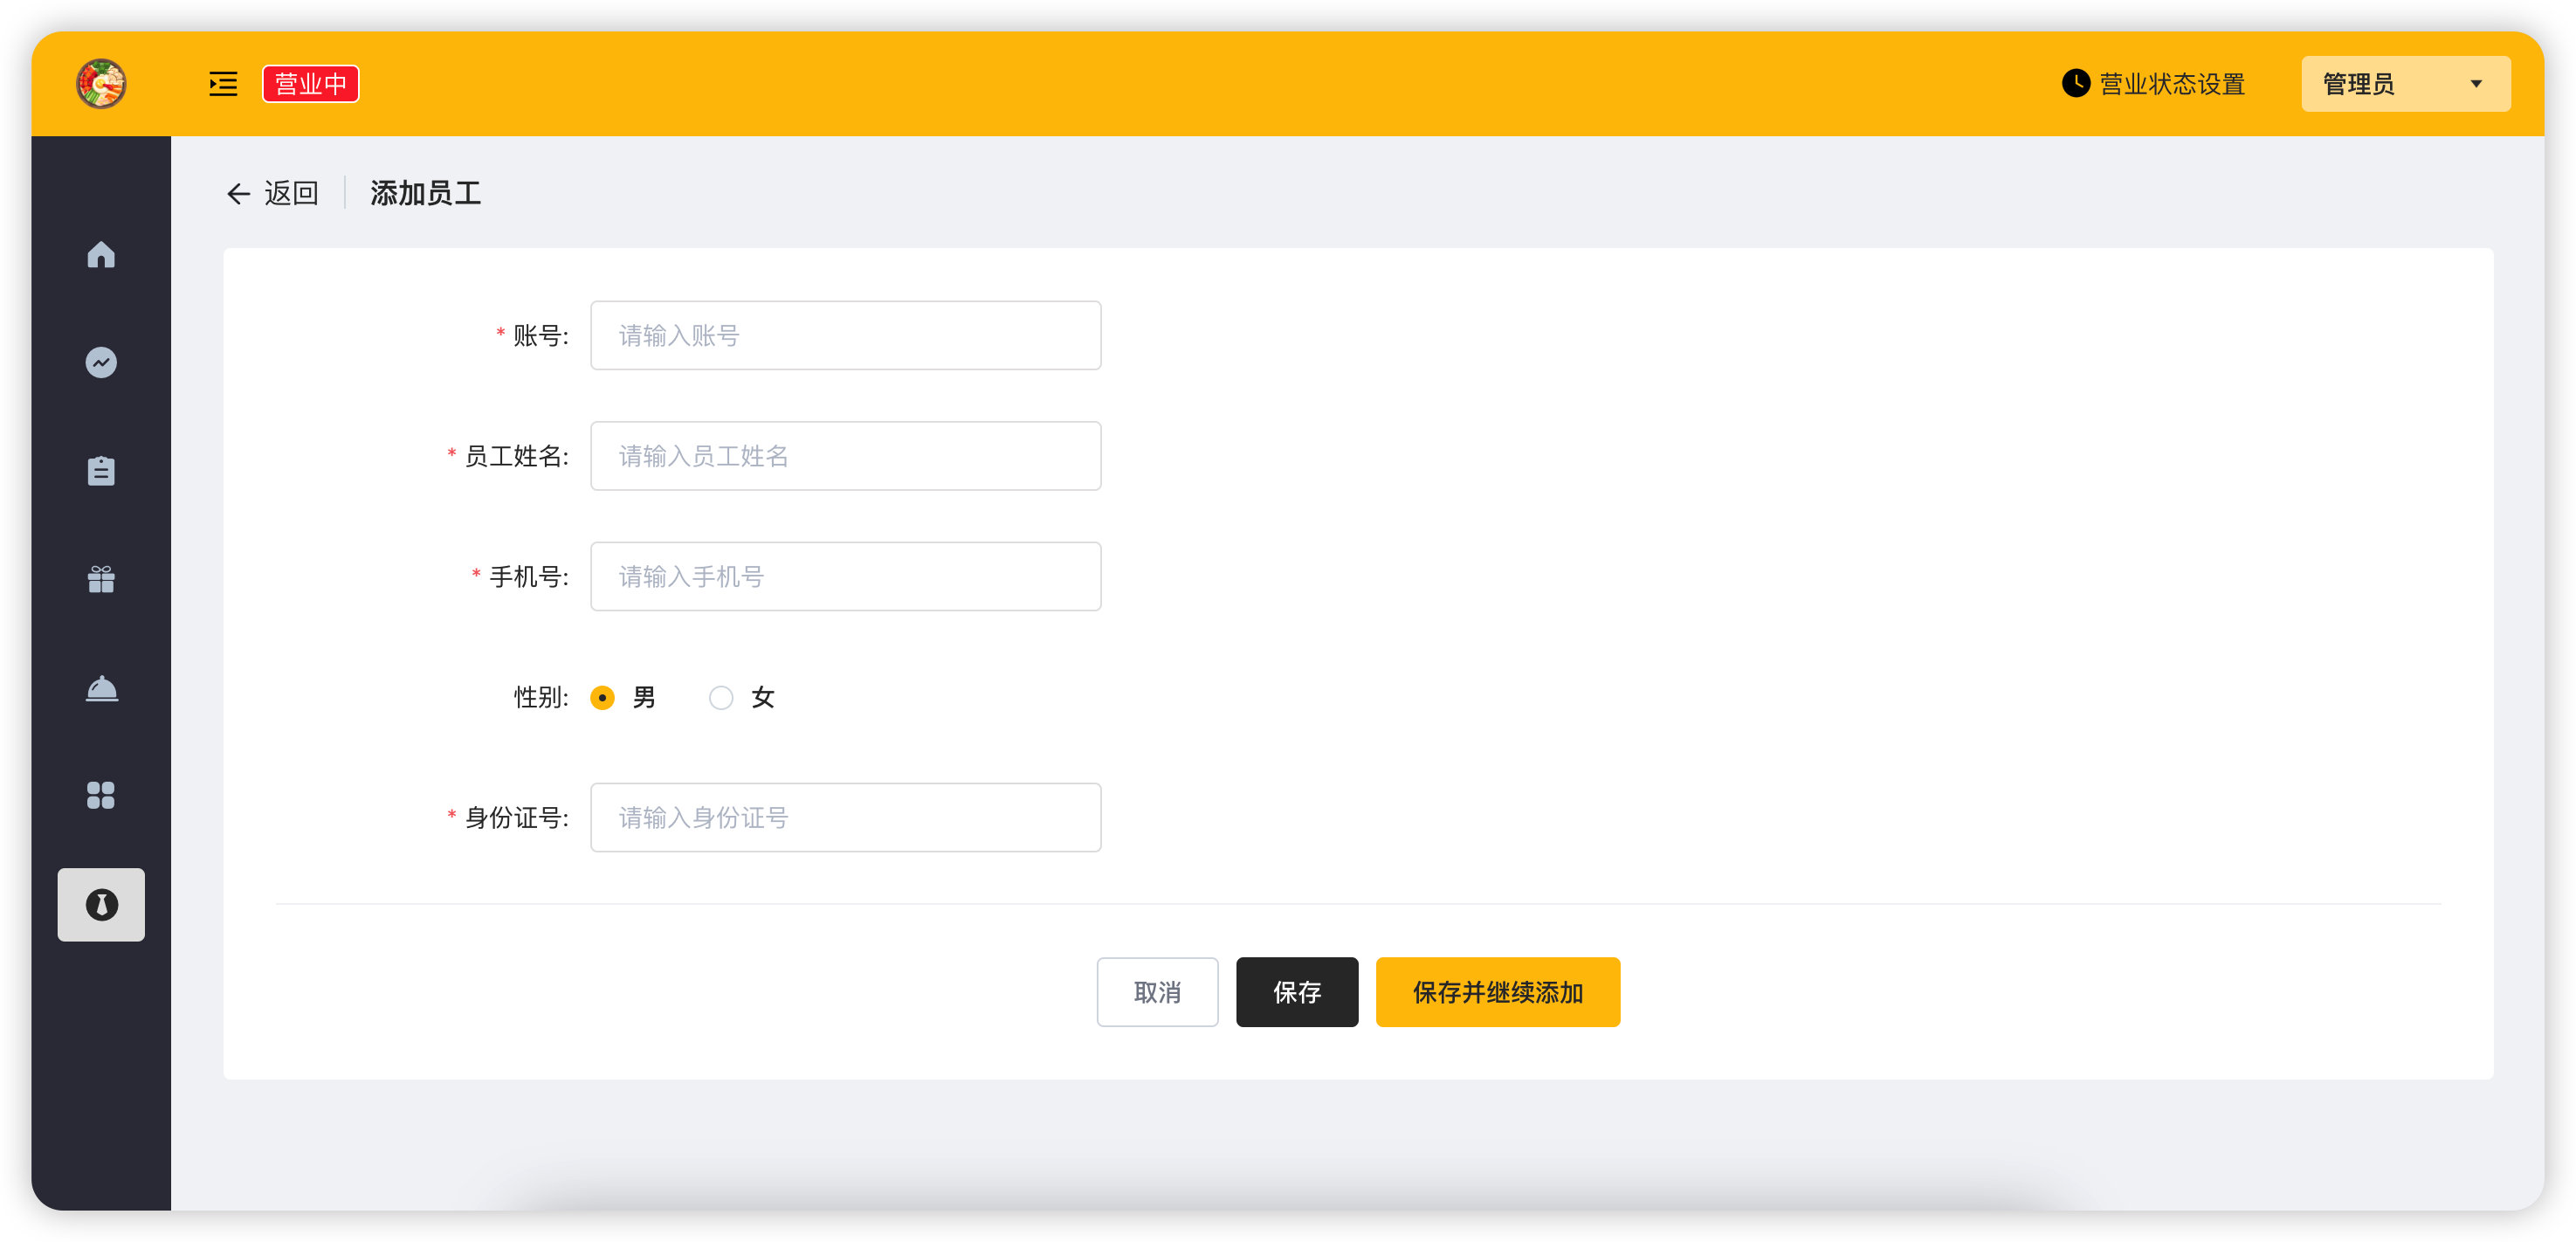 营业中 营业状态设置 管理员
返回 添加员工
* 账号: 请输入账号
* 员工姓名: 请输入员工姓名
* 手机号: 请输入手机号
性别: 男 女
* 身份证号: 请输入身份证号
取消 保存 保存并继续添加